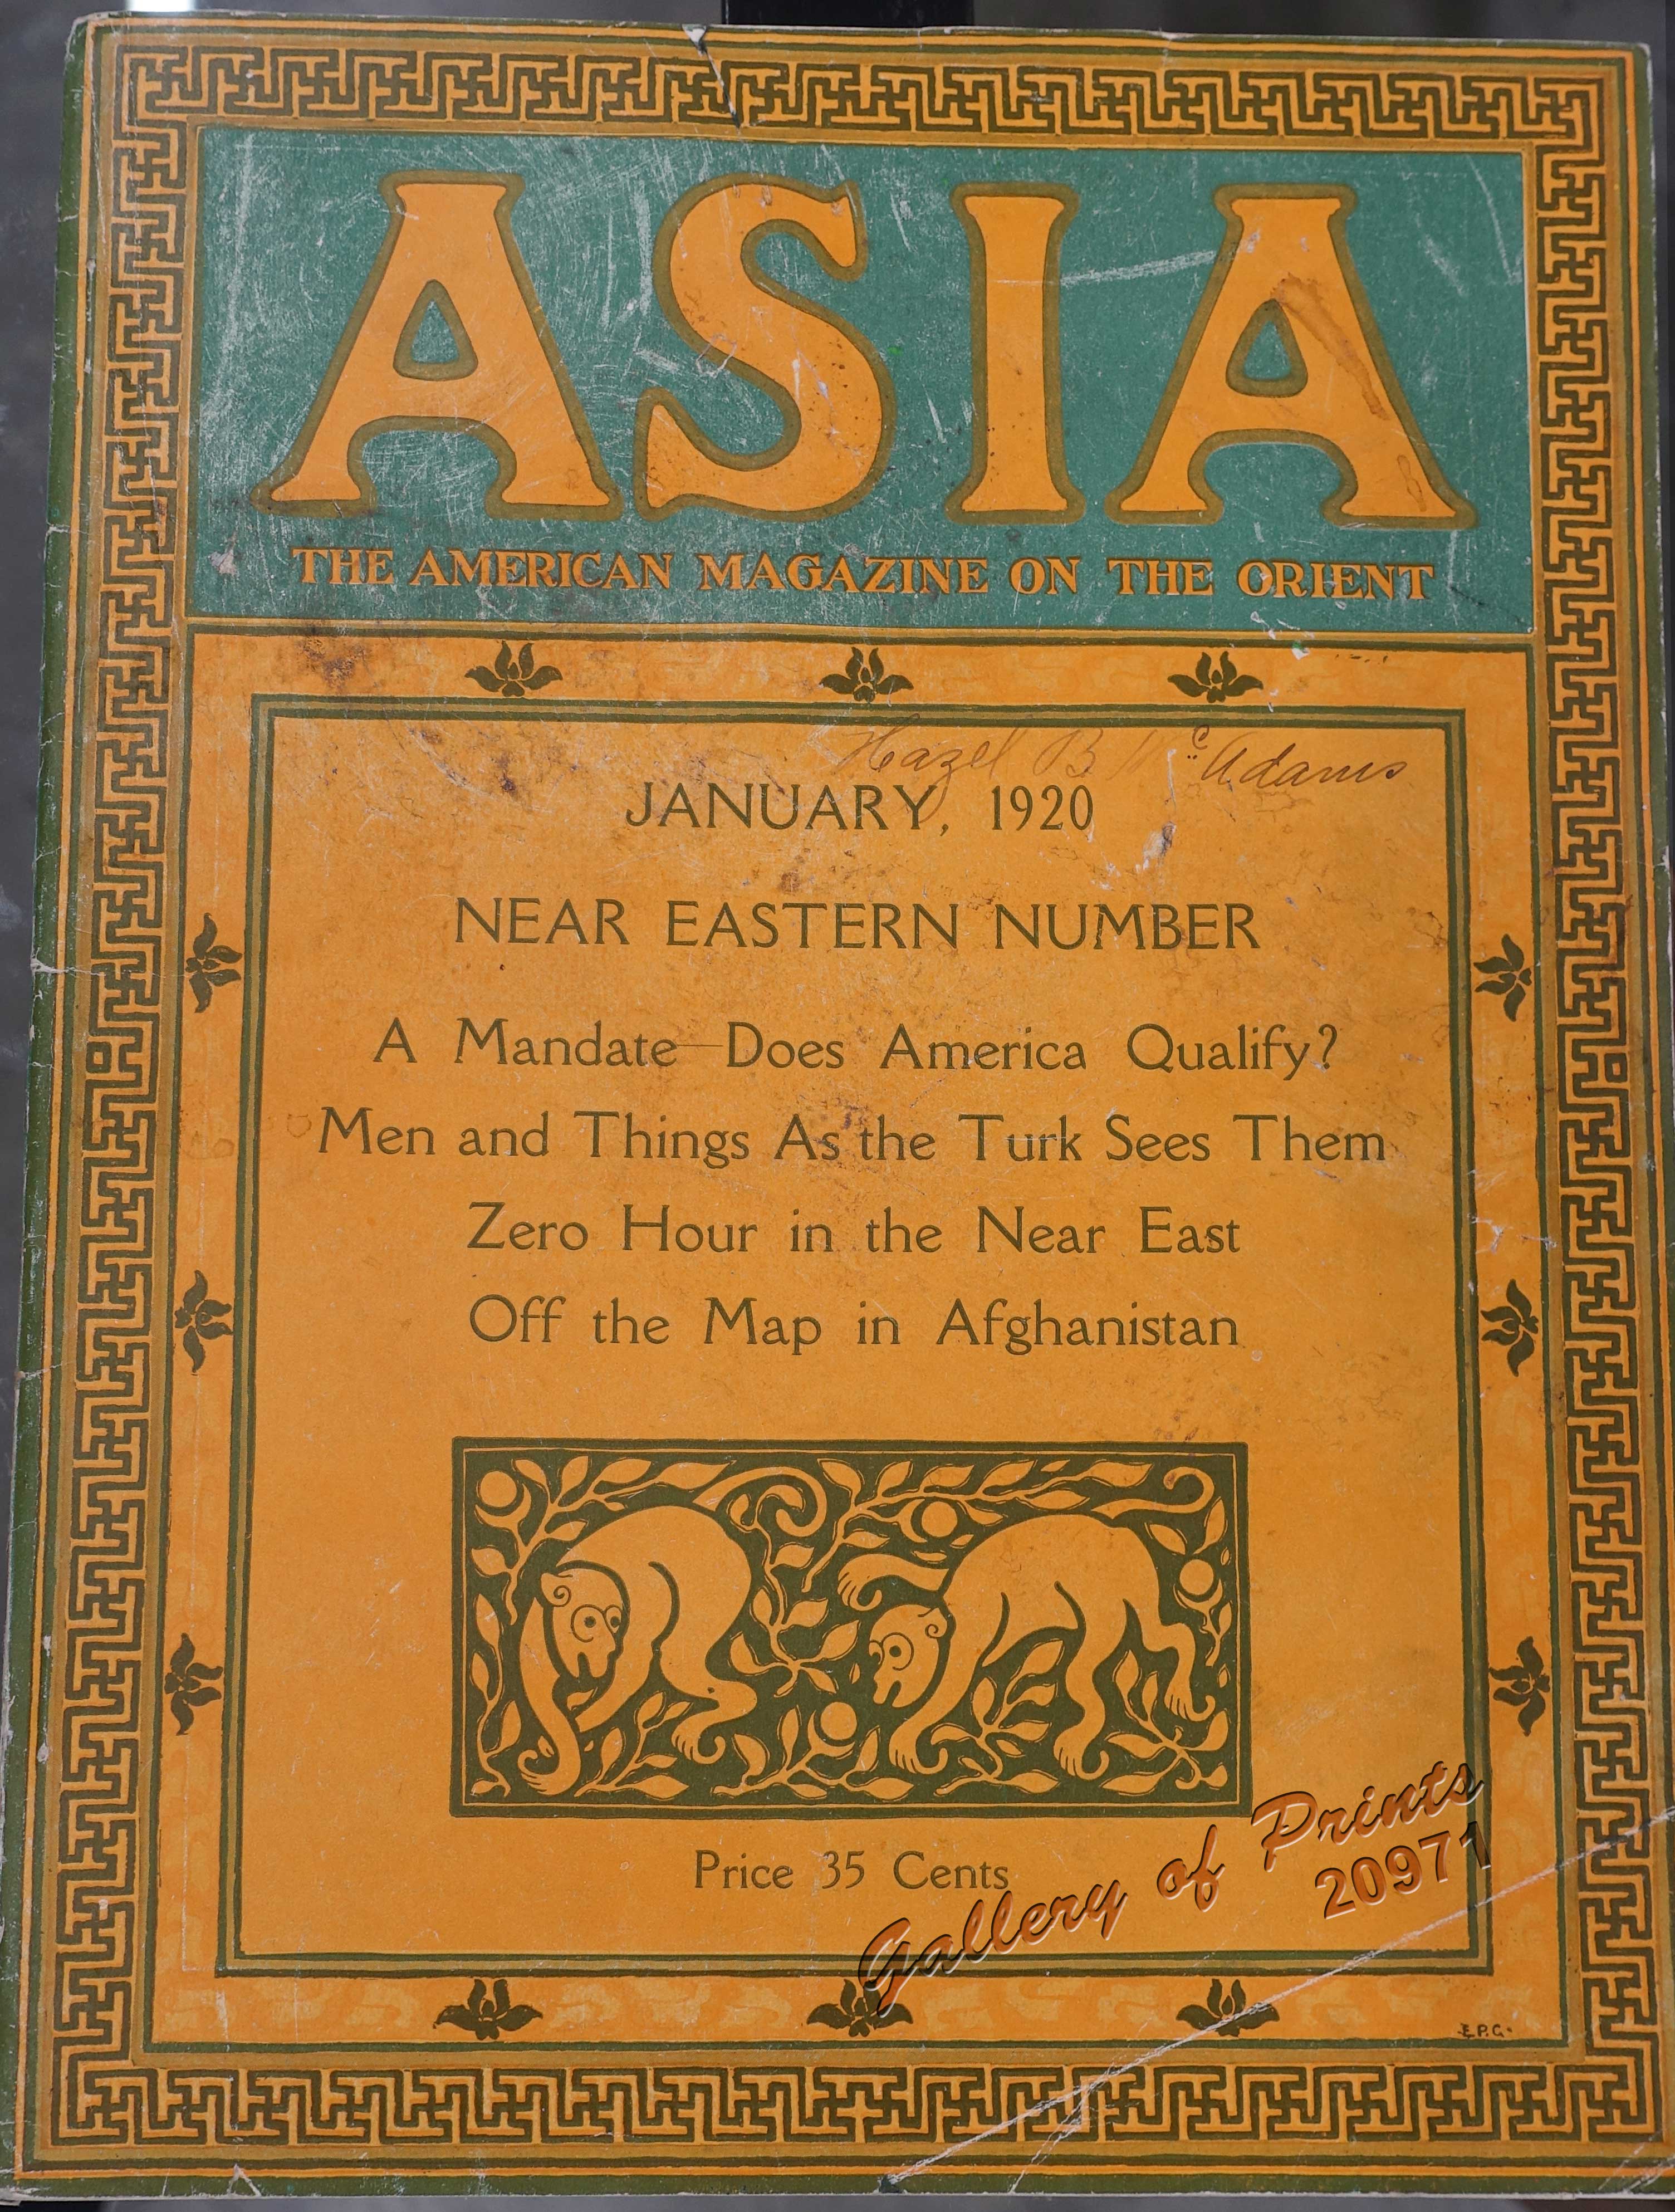 ASIA
THE AMERICAN MAGAZINE ON THE ORIENT
Hazel B Mc Adams
JANUARY, 1920
NEAR EASTERN NUMBER
A Mandate—Does America Qualify?
Men and Things As the Turk Sees Them
Zero Hour in the Near East
Off the Map in Afghanistan
Price 35 Cents
Gallery of Prints
20971
E.P.C.